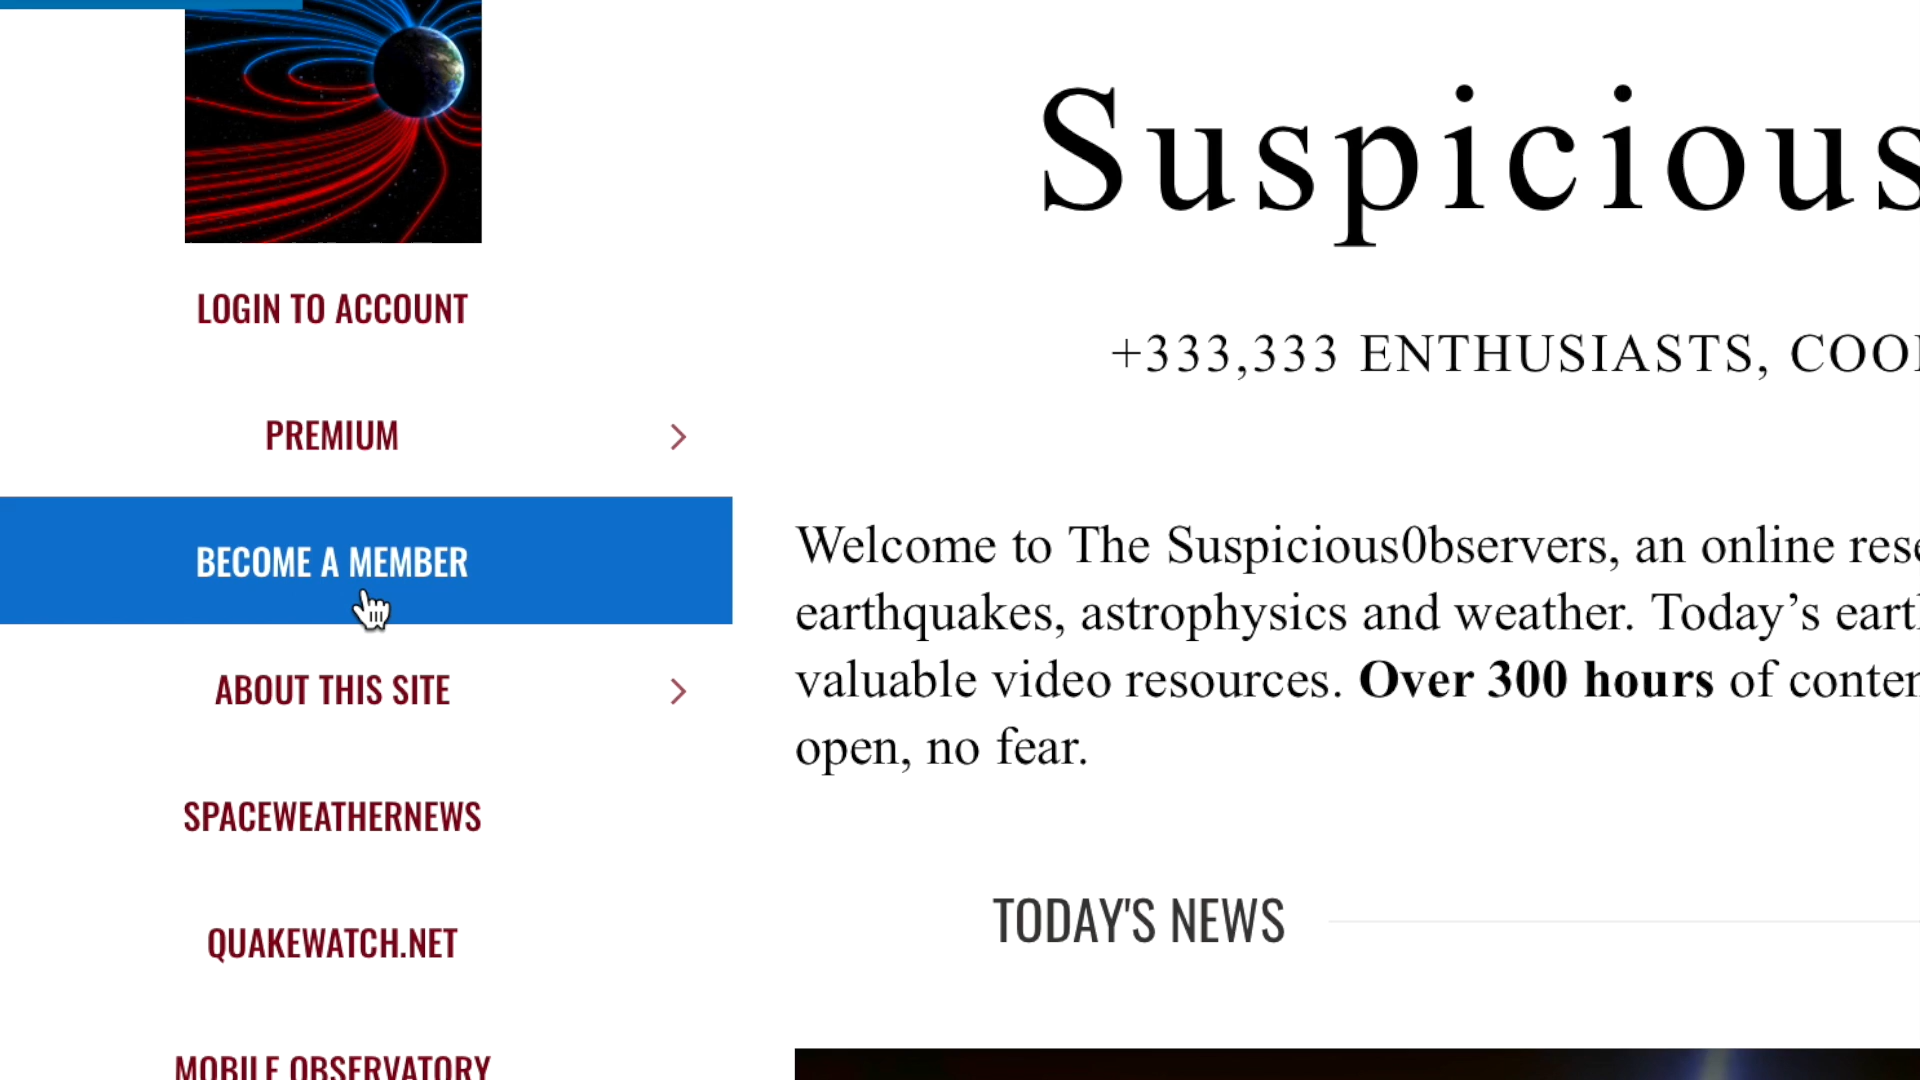 Suspicious
+333,333 ENTHUSIASTS,
LOGIN TO ACCOUNT
PREMIUM
BECOME A MEMBER
ABOUT THIS SITE
SPACEWEATHERNEWS
QUAKEWATCH.NET
MOBILE OBSERVATORY
Welcome to The Suspicious0bservers, an online
earthquakes, astrophysics and weather. Today’s
valuable video resources. Over 300 hours of
open, no fear.
TODAY'S NEWS